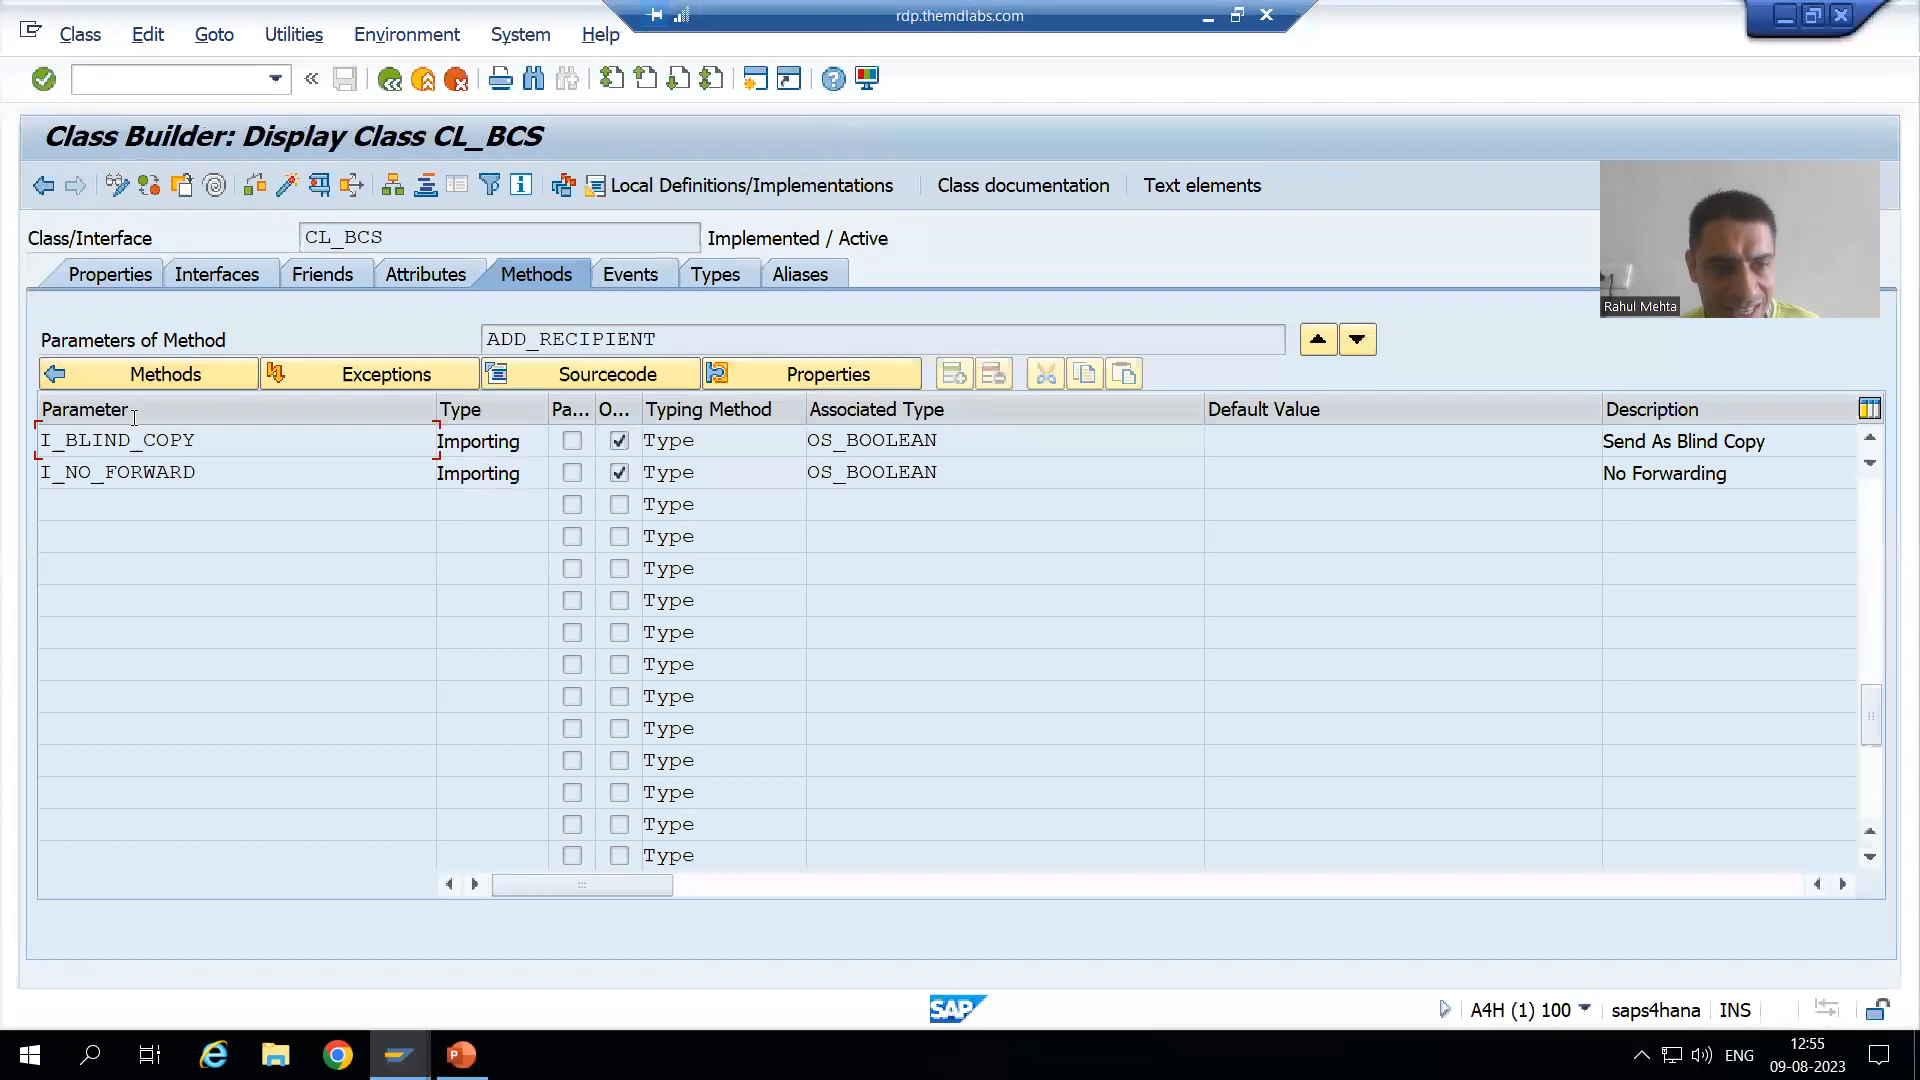 rdp.themdlabs.com
Class Edit Goto Utilities Environment System Help
Class Builder: Display Class CL_BCS
Local Definitions/Implementations Class documentation Text elements
Class/Interface CL_BCS Implemented / Active
Properties Interfaces Friends Attributes Methods Events Types Aliases
Rahul Mehta
Parameters of Method ADD_RECIPIENT
Methods Exceptions Sourcecode Properties
Parameter Type Pa... O... Typing Method Associated Type Default Value Description
I_BLIND_COPY Importing Type OS_BOOLEAN Send As Blind Copy
I_NO_FORWARD Importing Type OS_BOOLEAN No Forwarding
Type
Type
Type
Type
Type
Type
Type
Type
Type
Type
Type
Type
SAP A4H (1) 100 saps4hana INS
12:55
ENG
09-08-2023